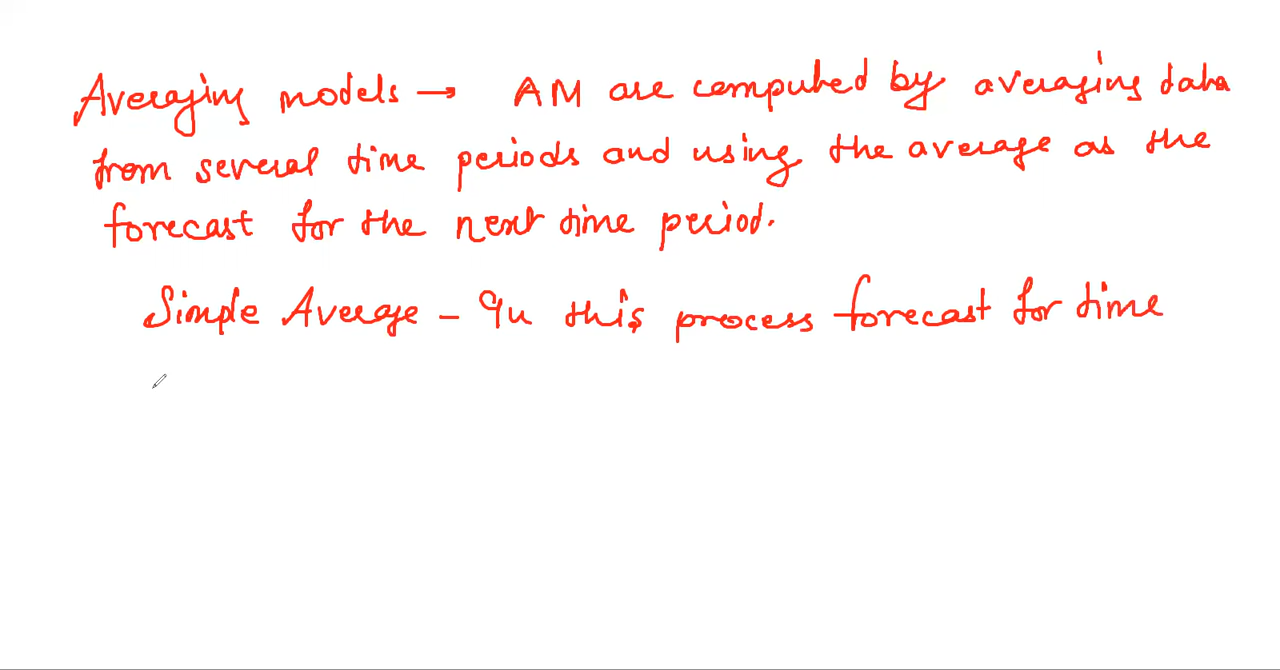 Averaging models → AM are computed by averaging data
from several time periods and using the average as the
forecast for the next time period.
Simple Average - In this process forecast for time